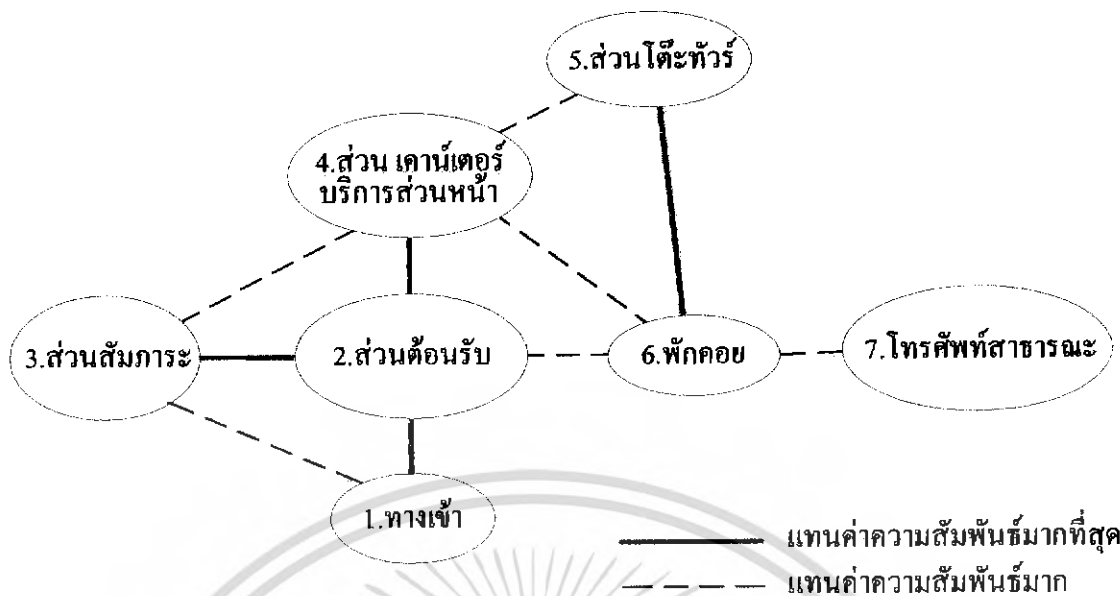 5.ส่วนโต๊ะทัวร์
4.ส่วน เคาน์เตอร์
บริการส่วนหน้า
3.ส่วนสัมภาระ
2.ส่วนต้อนรับ
6.พักคอย
7.โทรศัพท์สาธารณะ
1.ทางเข้า
แทนค่าความสัมพันธ์มากที่สุด
แทนค่าความสัมพันธ์มาก